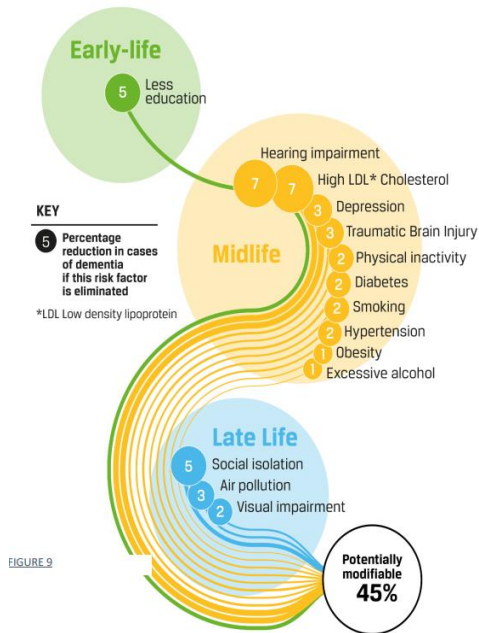 Early-life
5
Less
education
Hearing impairment
7
7
High LDL* Cholesterol
3
Depression
3
Traumatic Brain Injury
2
Physical inactivity
2
Diabetes
2
Smoking
2
Hypertension
1
Obesity
1
Excessive alcohol
Midlife
KEY
5
Percentage
reduction in cases
of dementia
if this risk factor
is eliminated
*LDL Low density lipoprotein
Late Life
5
Social isolation
3
Air pollution
2
Visual impairment
Potentially
modifiable
45%
FIGURE 9